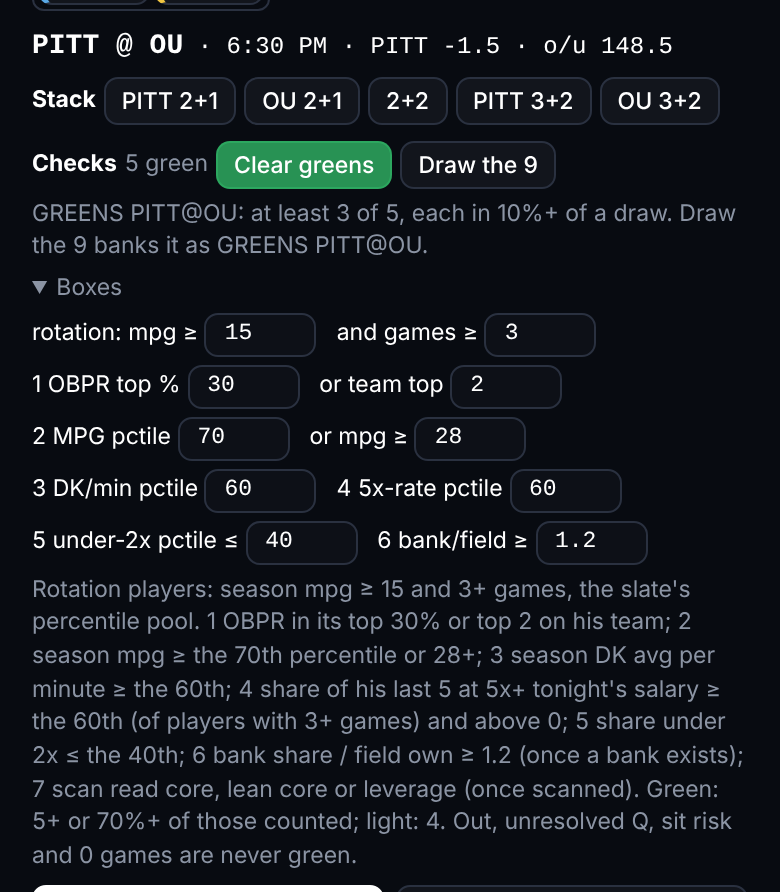 PITT @ OU · 6:30 PM · PITT -1.5 · o/u 148.5
Stack PITT 2+1 OU 2+1 2+2 PITT 3+2 OU 3+2
Checks 5 green Clear greens Draw the 9
GREENS PITT@OU: at least 3 of 5, each in 10%+ of a draw. Draw
the 9 banks it as GREENS PITT@OU.
▼ Boxes
rotation: mpg ≥ 15 and games ≥ 3
1 OBPR top % 30 or team top 2
2 MPG pctile 70 or mpg ≥ 28
3 DK/min pctile 60 4 5x-rate pctile 60
5 under-2x pctile ≤ 40 6 bank/field ≥ 1.2
Rotation players: season mpg ≥ 15 and 3+ games, the slate's
percentile pool. 1 OBPR in its top 30% or top 2 on his team; 2
season mpg ≥ the 70th percentile or 28+; 3 season DK avg per
minute ≥ the 60th; 4 share of his last 5 at 5x+ tonight's salary ≥
the 60th (of players with 3+ games) and above 0; 5 share under
2x ≤ the 40th; 6 bank share / field own ≥ 1.2 (once a bank exists);
7 scan read core, lean core or leverage (once scanned). Green:
5+ or 70%+ of those counted; light: 4. Out, unresolved Q, sit risk
and 0 games are never green.